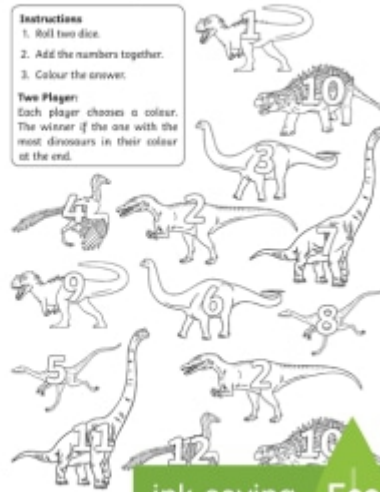 Instructions
1. Roll two dice.
2. Add the numbers together.
3. Colour the answer.
Two Player:
Each player chooses a colour.
The winner if the one with the
most dinosaurs in their colour
at the end.
1
10
3
4
2
7
9
6
8
5
2
11
12
10
ink saving